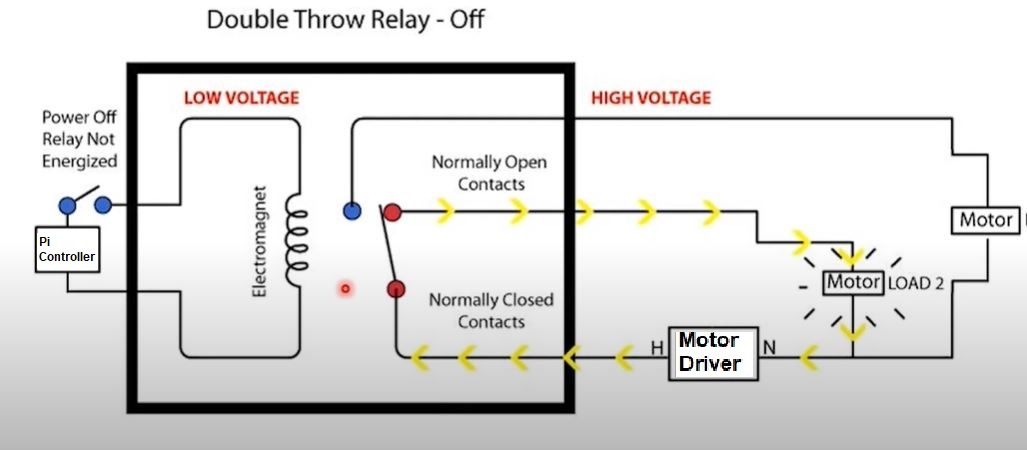 Double Throw Relay - Off
LOW VOLTAGE
HIGH VOLTAGE
Power Off
Relay Not
Energized
Normally Open
Contacts
Electromagnet
Pi
Controller
Motor
Motor
LOAD 2
Normally Closed
Contacts
H
Motor
Driver
N